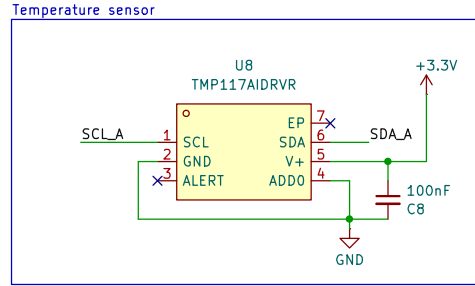 Temperature sensor
U8
TMP117AIDRVR
+3.3V
SCL_A
1
SCL
2
GND
3
ALERT
EP
7
SDA
6
SDA_A
V+
5
ADD0
4
100nF
C8
GND